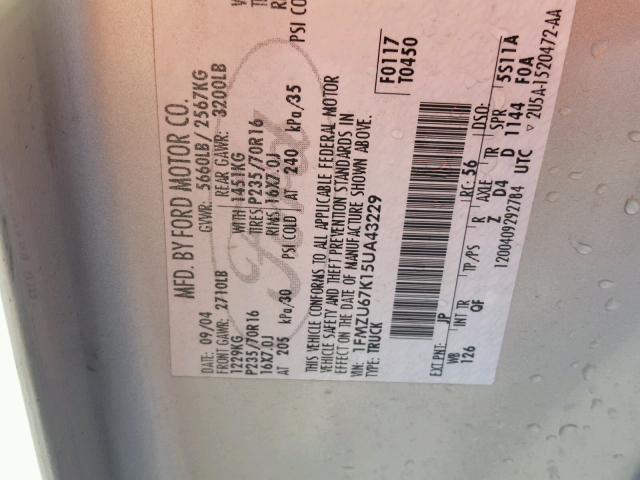 MFD. BY FORD MOTOR CO.
DATE: 09/04 GVWR: 5660LB / 2567KG
FRONT GAWR: 2710LB REAR GAWR: 3200LB
1229KG WITH 1451KG
P235/70R16 TIRES P235/70R16
16X7.0J RIMS 16X7.0J
AT 205 kPa/30 PSI COLD AT 240 kPa/35 PSI CO
THIS VEHICLE CONFORMS TO ALL APPLICABLE FEDERAL MOTOR
VEHICLE SAFETY AND THEFT PREVENTION STANDARDS IN
EFFECT ON THE DATE OF MANUFACTURE SHOWN ABOVE.
VIN: 1FMZU67K15UA43229
TYPE: TRUCK
F0117
T0450
EXT PNT: JP RC: 56 DSO:
WB INT TR TP/PS R AXLE TR SPR 5S11A
126 QF Z D4 D 1144 F0A
1200409292784 UTC
▽ 2U5A-1520472-AA
Ford